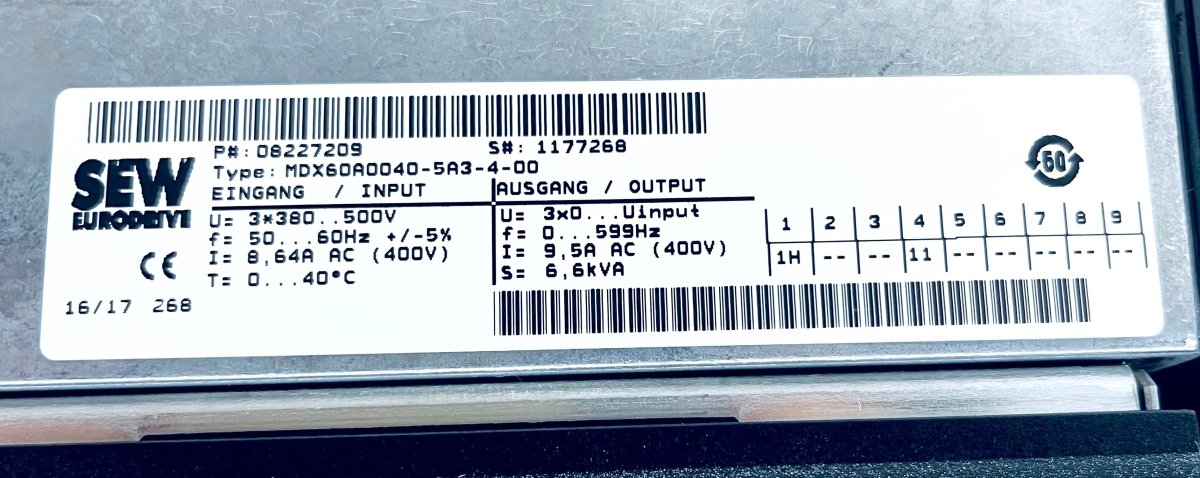 P#: 08227209 S#: 1177268
SEW
EURODRIVE
Type: MDX60A0040-5A3-4-00
EINGANG / INPUT
U= 3*380..500V
f= 50...60Hz +/-5%
I= 8,64A AC (400V)
T= 0...40°C
AUSGANG / OUTPUT
U= 3x0...Uinput
f= 0...599Hz
I= 9,5A AC (400V)
S= 6,6kVA
CE
16/17 268
60
1 2 3 4 5 6 7 8 9
1H -- -- 11 -- -- -- -- --